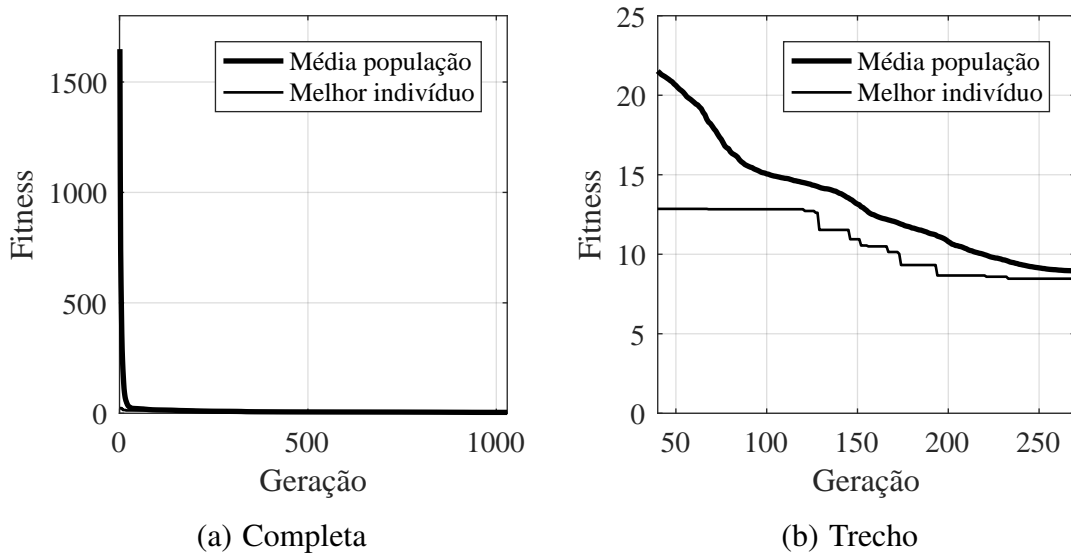 1500
1000
500
0
0
500
1000
Fitness
Geração
Média população
Melhor indivíduo
(a) Completa
25
20
15
10
5
0
50
100
150
200
250
Fitness
Geração
Média população
Melhor indivíduo
(b) Trecho